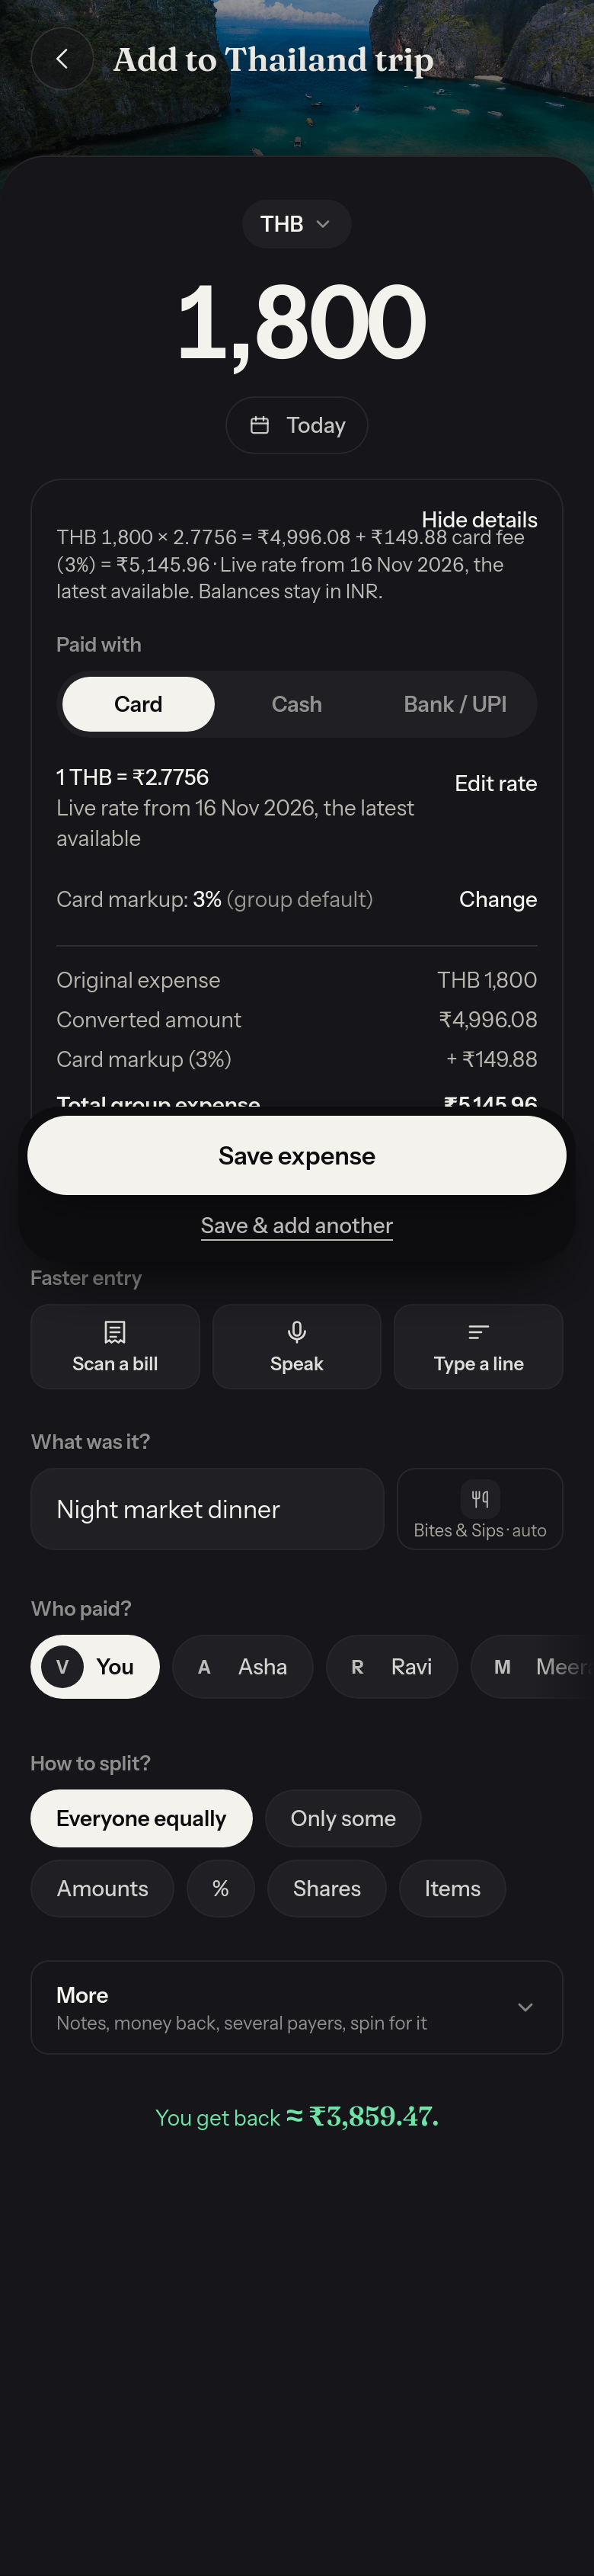 Add to Thailand trip
THB
1,800
Today
Hide details
THB 1,800 × 2.7756 = ₹4,996.08 + ₹149.88 card fee
(3%) = ₹5,145.96 · Live rate from 16 Nov 2026, the
latest available. Balances stay in INR.
Paid with
Card Cash Bank / UPI
1 THB = ₹2.7756
Edit rate
Live rate from 16 Nov 2026, the latest
available
Card markup: 3% (group default) Change
Original expense THB 1,800
Converted amount ₹4,996.08
Card markup (3%) + ₹149.88
Total group expense ₹5,145.96
Save expense
Save & add another
Faster entry
Scan a bill Speak Type a line
What was it?
Night market dinner
Bites & Sips · auto
Who paid?
V You A Asha R Ravi M
How to split?
Everyone equally Only some
Amounts % Shares Items
More
Notes, money back, several payers, spin for it
You get back ≈ ₹3,859.47.